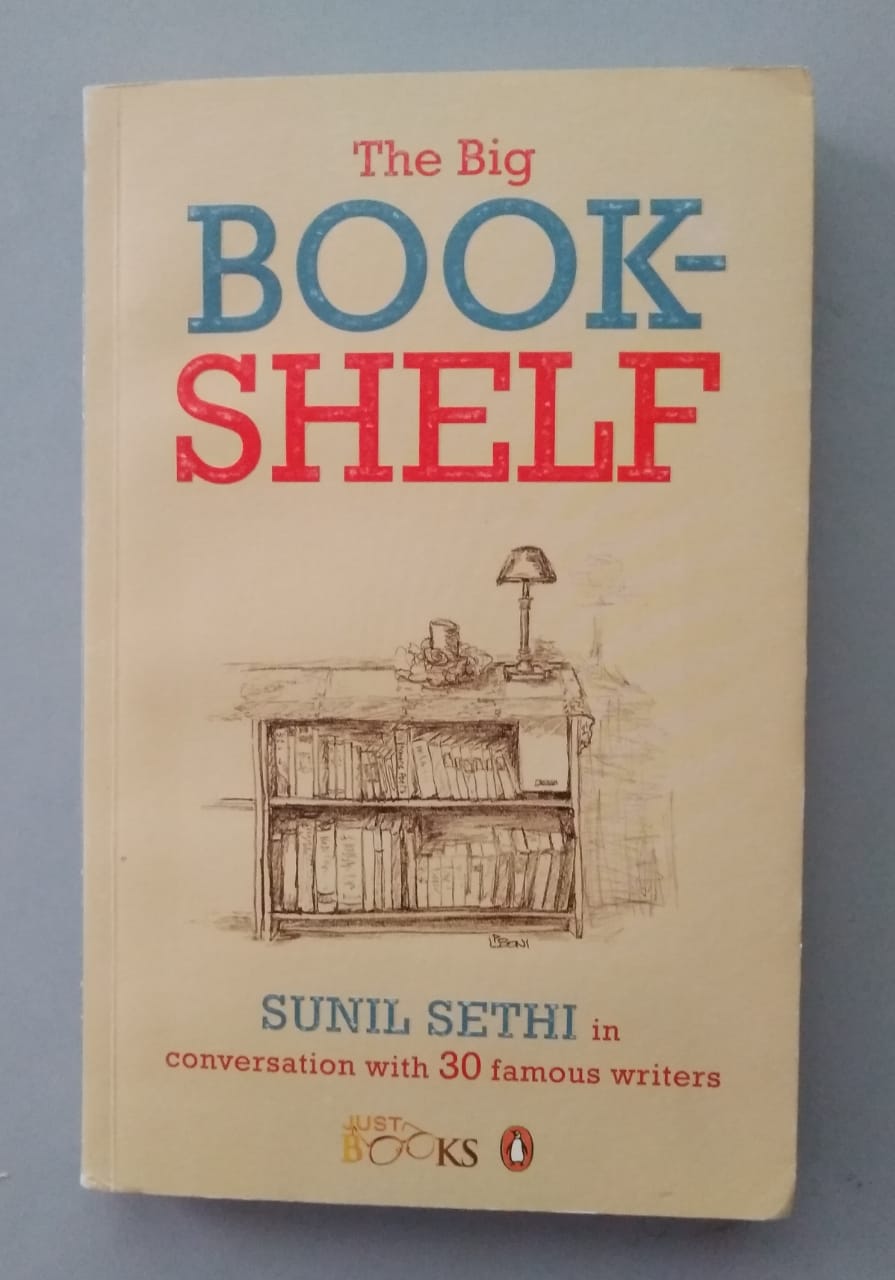 The Big
BOOK-
SHELF
SUNIL SETHI in
conversation with 30 famous writers
JUST
BOOKS